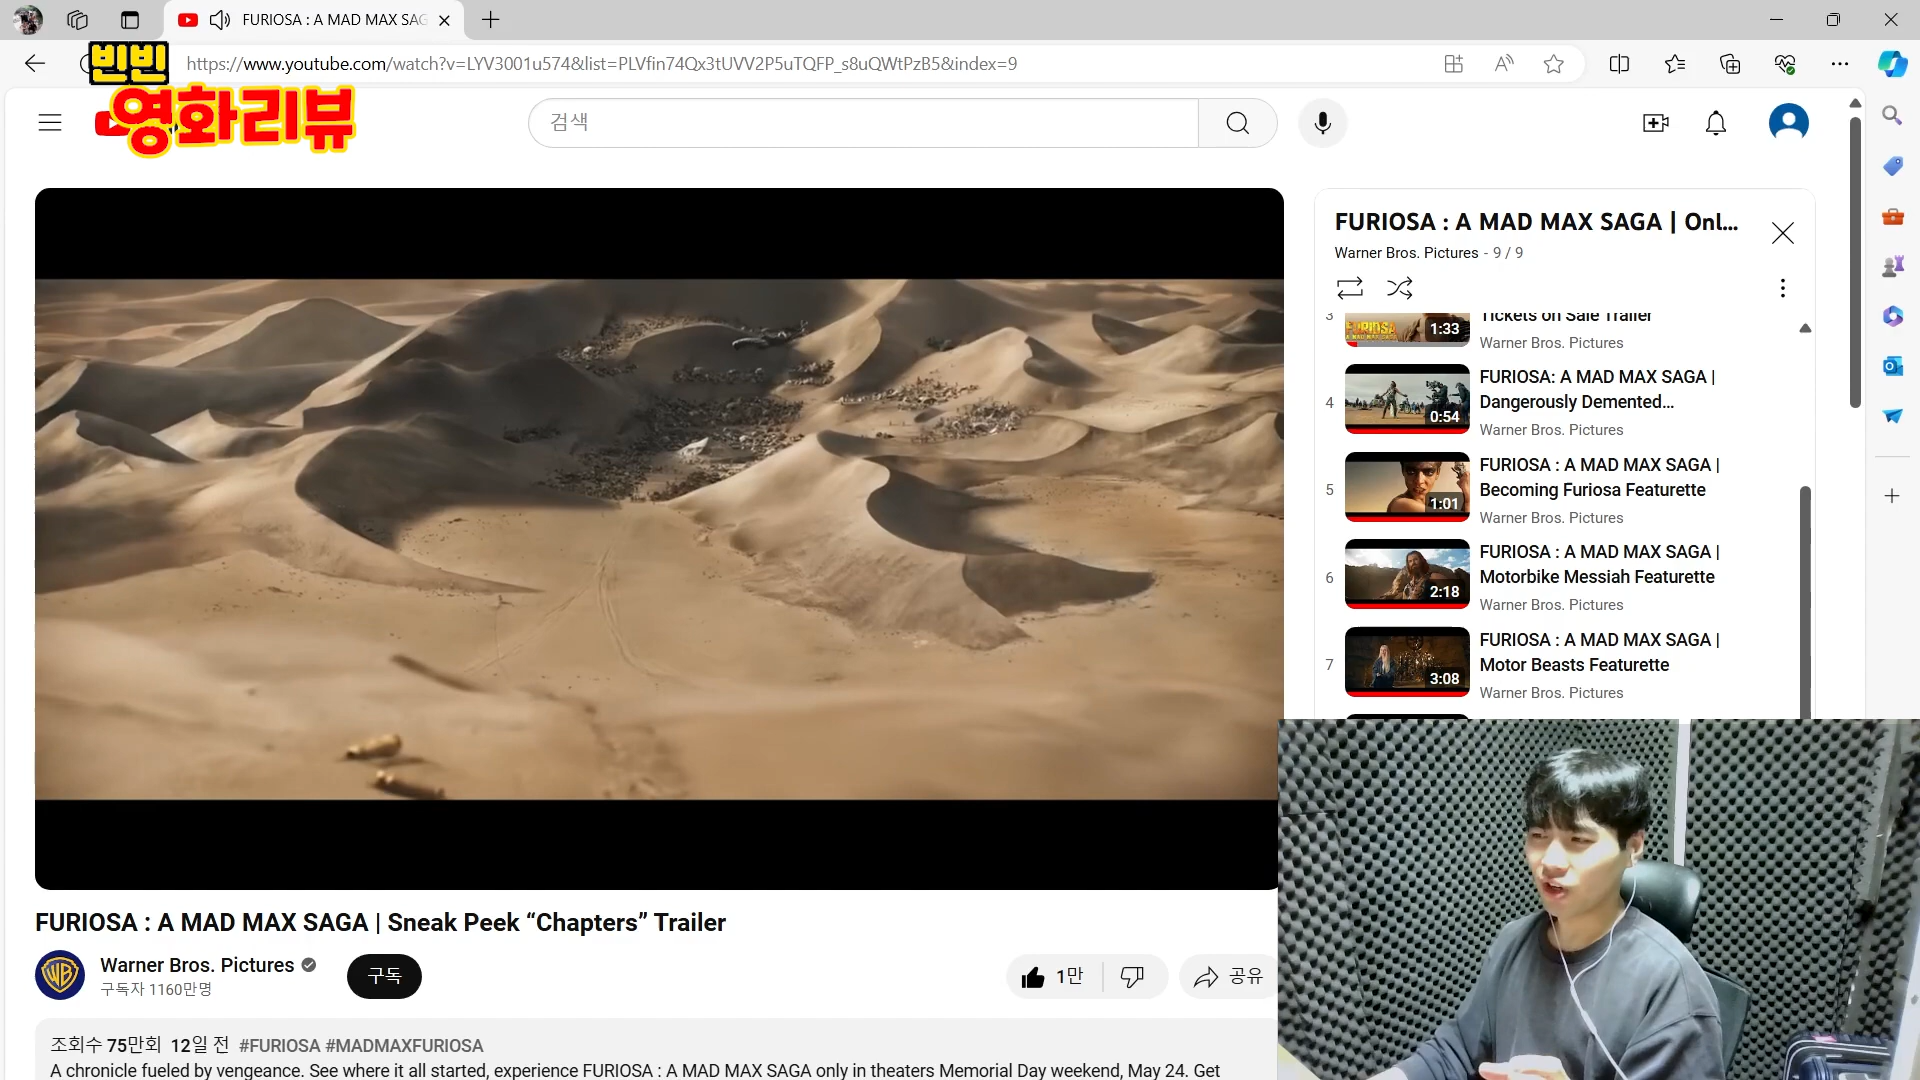 FURIOSA : A MAD MAX SAG
https://www.youtube.com/watch?v=LYV3001u574&list=PLVfin74Qx3tUVV2P5uTQFP_s8uQWtPzB5&index=9
빈빈
영화리뷰
검색
FURIOSA : A MAD MAX SAGA | Onl...
Warner Bros. Pictures - 9 / 9
3
Tickets on Sale Trailer
FURIOSA
1:33
Warner Bros. Pictures
4
FURIOSA: A MAD MAX SAGA |
Dangerously Demented...
0:54
Warner Bros. Pictures
5
FURIOSA : A MAD MAX SAGA |
Becoming Furiosa Featurette
1:01
Warner Bros. Pictures
6
FURIOSA : A MAD MAX SAGA |
Motorbike Messiah Featurette
2:18
Warner Bros. Pictures
7
FURIOSA : A MAD MAX SAGA |
Motor Beasts Featurette
3:08
Warner Bros. Pictures
FURIOSA : A MAD MAX SAGA | Sneak Peek “Chapters” Trailer
WB
Warner Bros. Pictures
구독자 1160만명
구독
1만
공유
조회수 75만회 12일 전 #FURIOSA #MADMAXFURIOSA
A chronicle fueled by vengeance. See where it all started, experience FURIOSA : A MAD MAX SAGA only in theaters Memorial Day weekend, May 24. Get